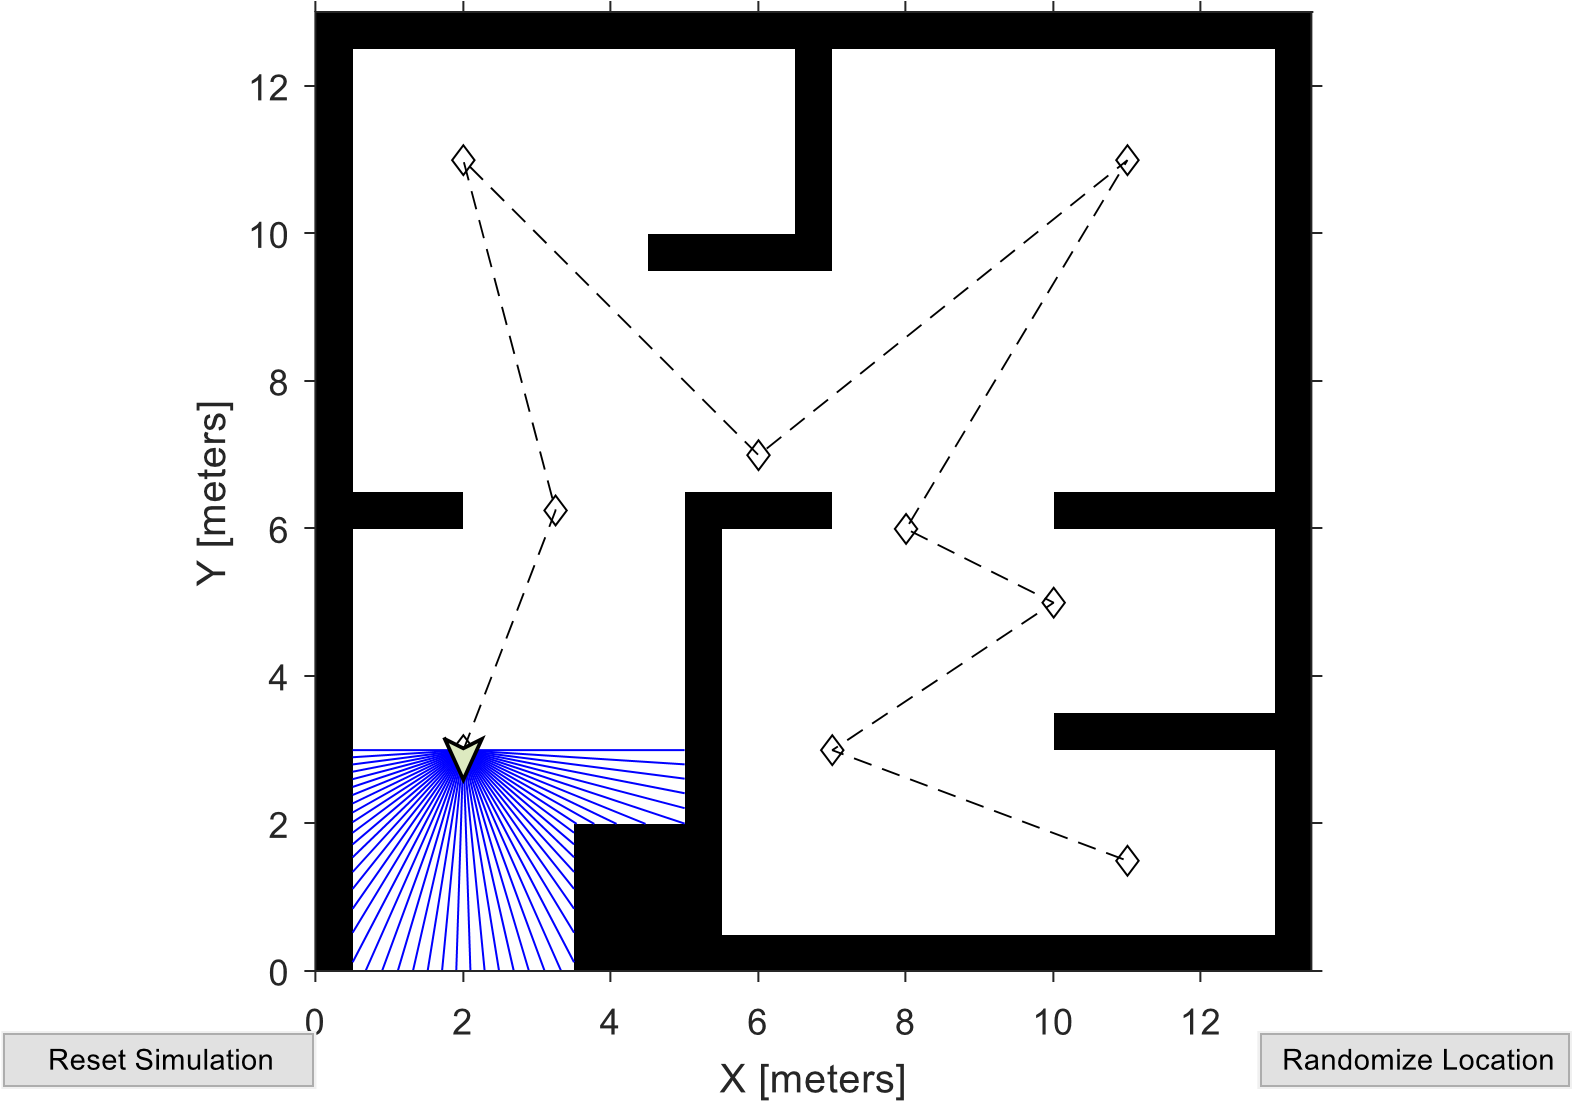 12
10
8
6
4
2
0
Y [meters]
0 2 4 6 8 10 12
X [meters]
Reset Simulation
Randomize Location